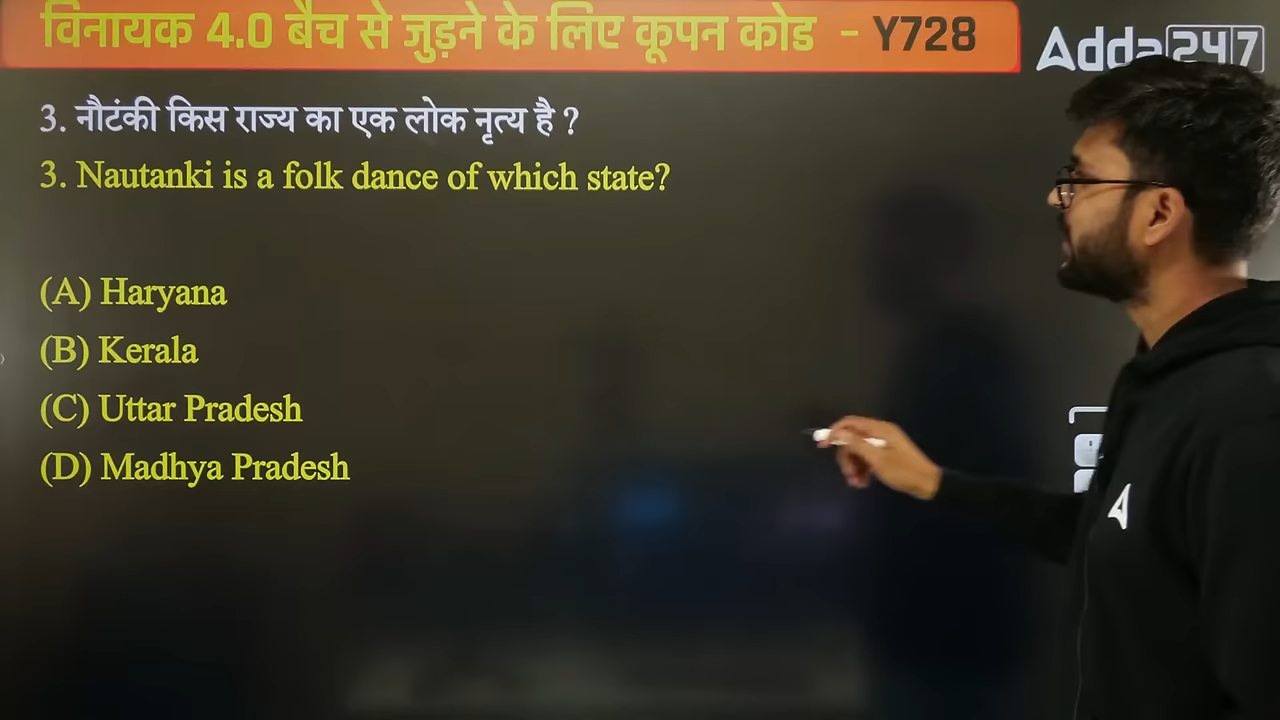 विनायक 4.0 बैच से जुड़ने के लिए कूपन कोड - Y728
Adda247
3. नौटंकी किस राज्य का एक लोक नृत्य है ?
3. Nautanki is a folk dance of which state?
(A) Haryana
(B) Kerala
(C) Uttar Pradesh
(D) Madhya Pradesh